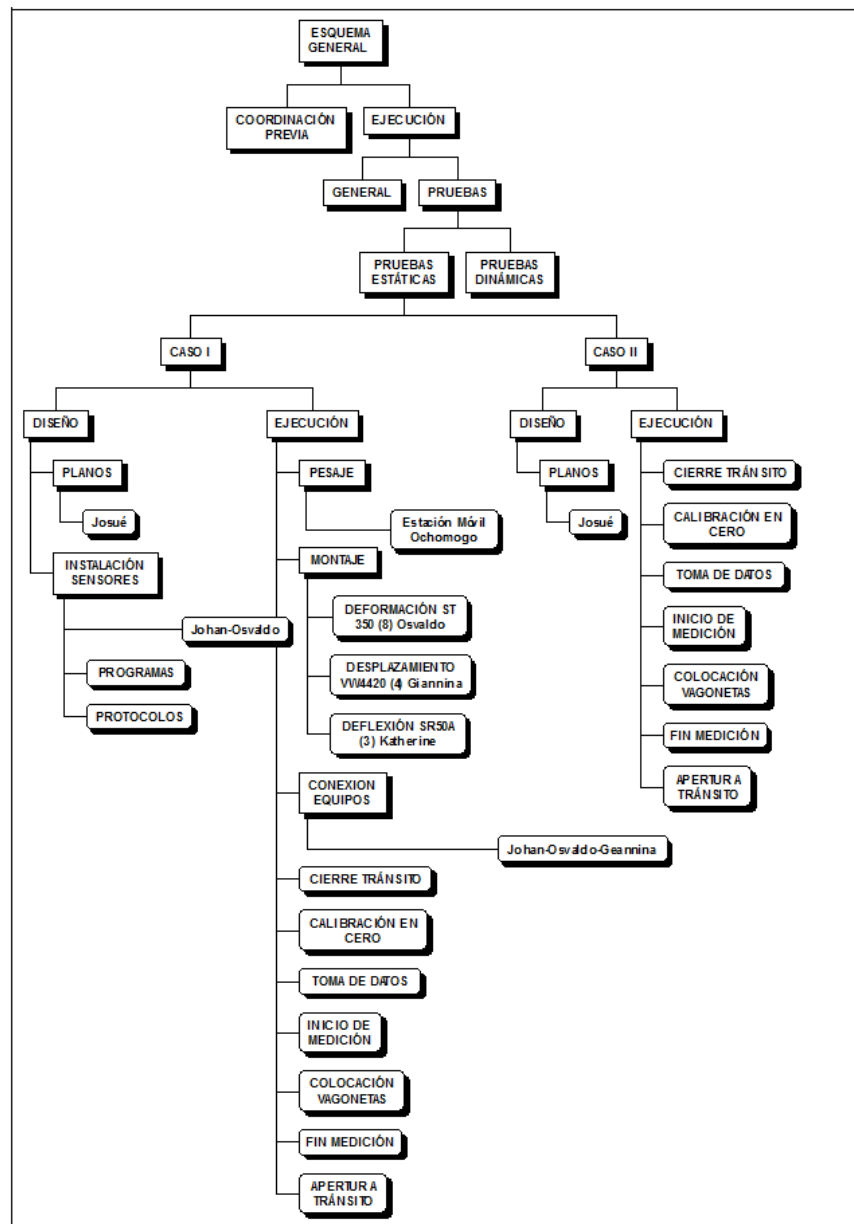 ESQUEMA
GENERAL
COORDINACIÓN
PREVIA
EJECUCIÓN
GENERAL
PRUEBAS
PRUEBAS
ESTÁTICAS
PRUEBAS
DINÁMICAS
CASO I
CASO II
DISEÑO
PLANOS
Josué
INSTALACIÓN
SENSORES
Johan-Osvaldo
PROGRAMAS
PROTOCOLOS
EJECUCIÓN
PESAJE
Estación Móvil
Ochomogo
MONTAJE
DEFORMACIÓN ST
350 (8) Osvaldo
DESPLAZAMIENTO
VW4420 (4) Giannina
DEFLEXIÓN SR50A
(3) Katherine
CONEXION
EQUIPOS
Johan-Osvaldo-Geannina
CIERRE TRÁNSITO
CALIBRACIÓN EN
CERO
TOMA DE DATOS
INICIO DE
MEDICIÓN
COLOCACIÓN
VAGONETAS
FIN MEDICIÓN
APERTURA
TRÁNSITO
DISEÑO
PLANOS
Josué
EJECUCIÓN
CIERRE TRÁNSITO
CALIBRACIÓN EN
CERO
TOMA DE DATOS
INICIO DE
MEDICIÓN
COLOCACIÓN
VAGONETAS
FIN MEDICIÓN
APERTURA
TRÁNSITO